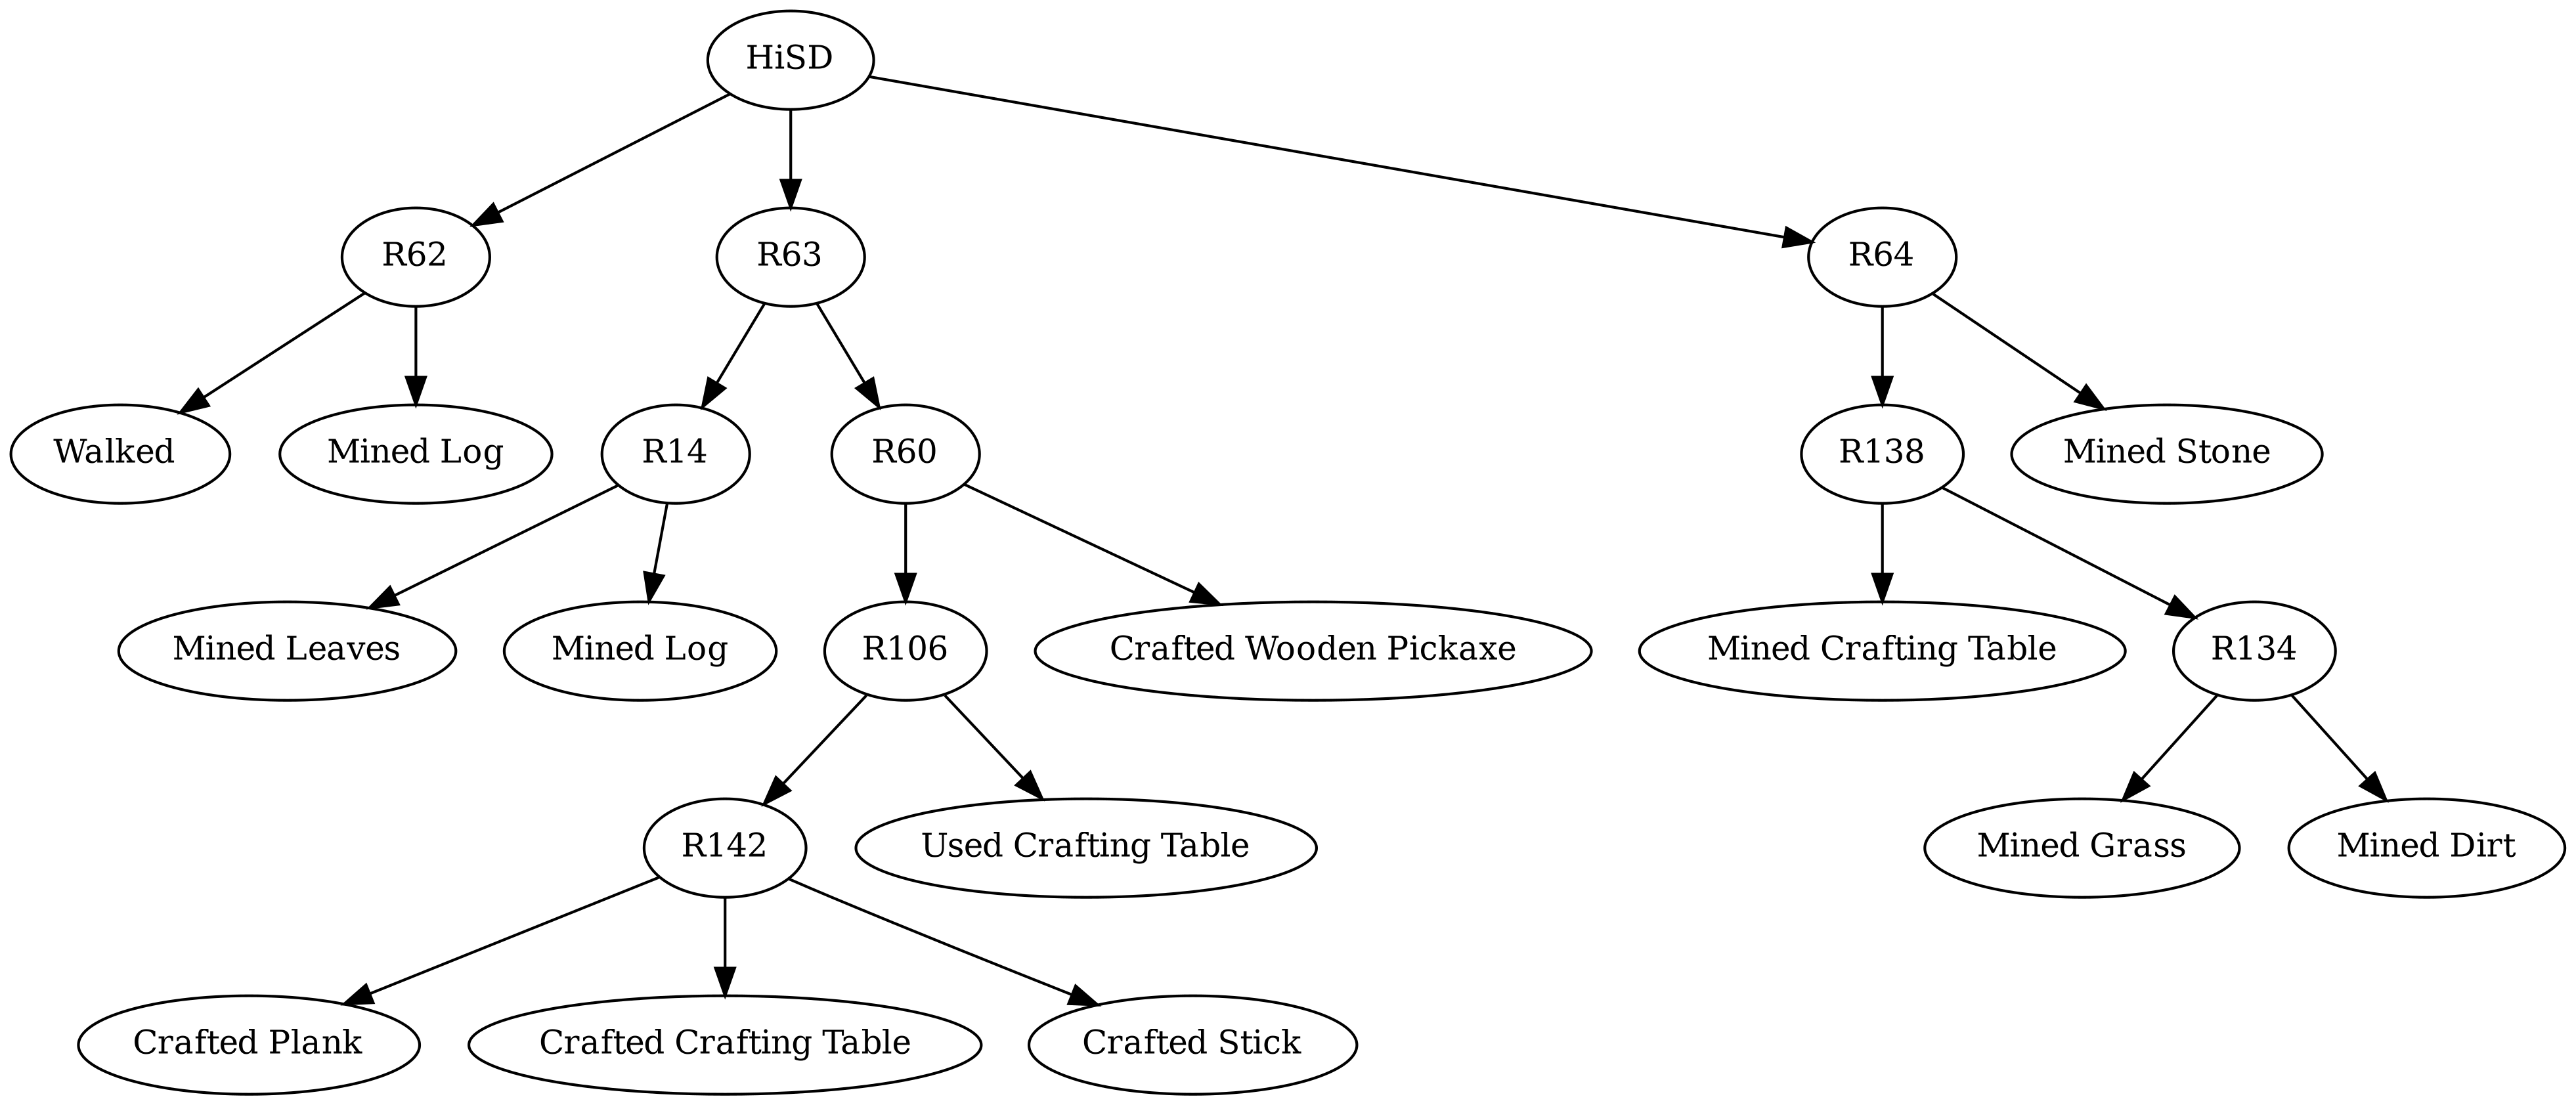 HiSD
R62
R63
R64
Walked
Mined Log
R14
R60
R138
Mined Stone
Mined Leaves
Mined Log
R106
Crafted Wooden Pickaxe
Mined Crafting Table
R134
R142
Used Crafting Table
Mined Grass
Mined Dirt
Crafted Plank
Crafted Crafting Table
Crafted Stick